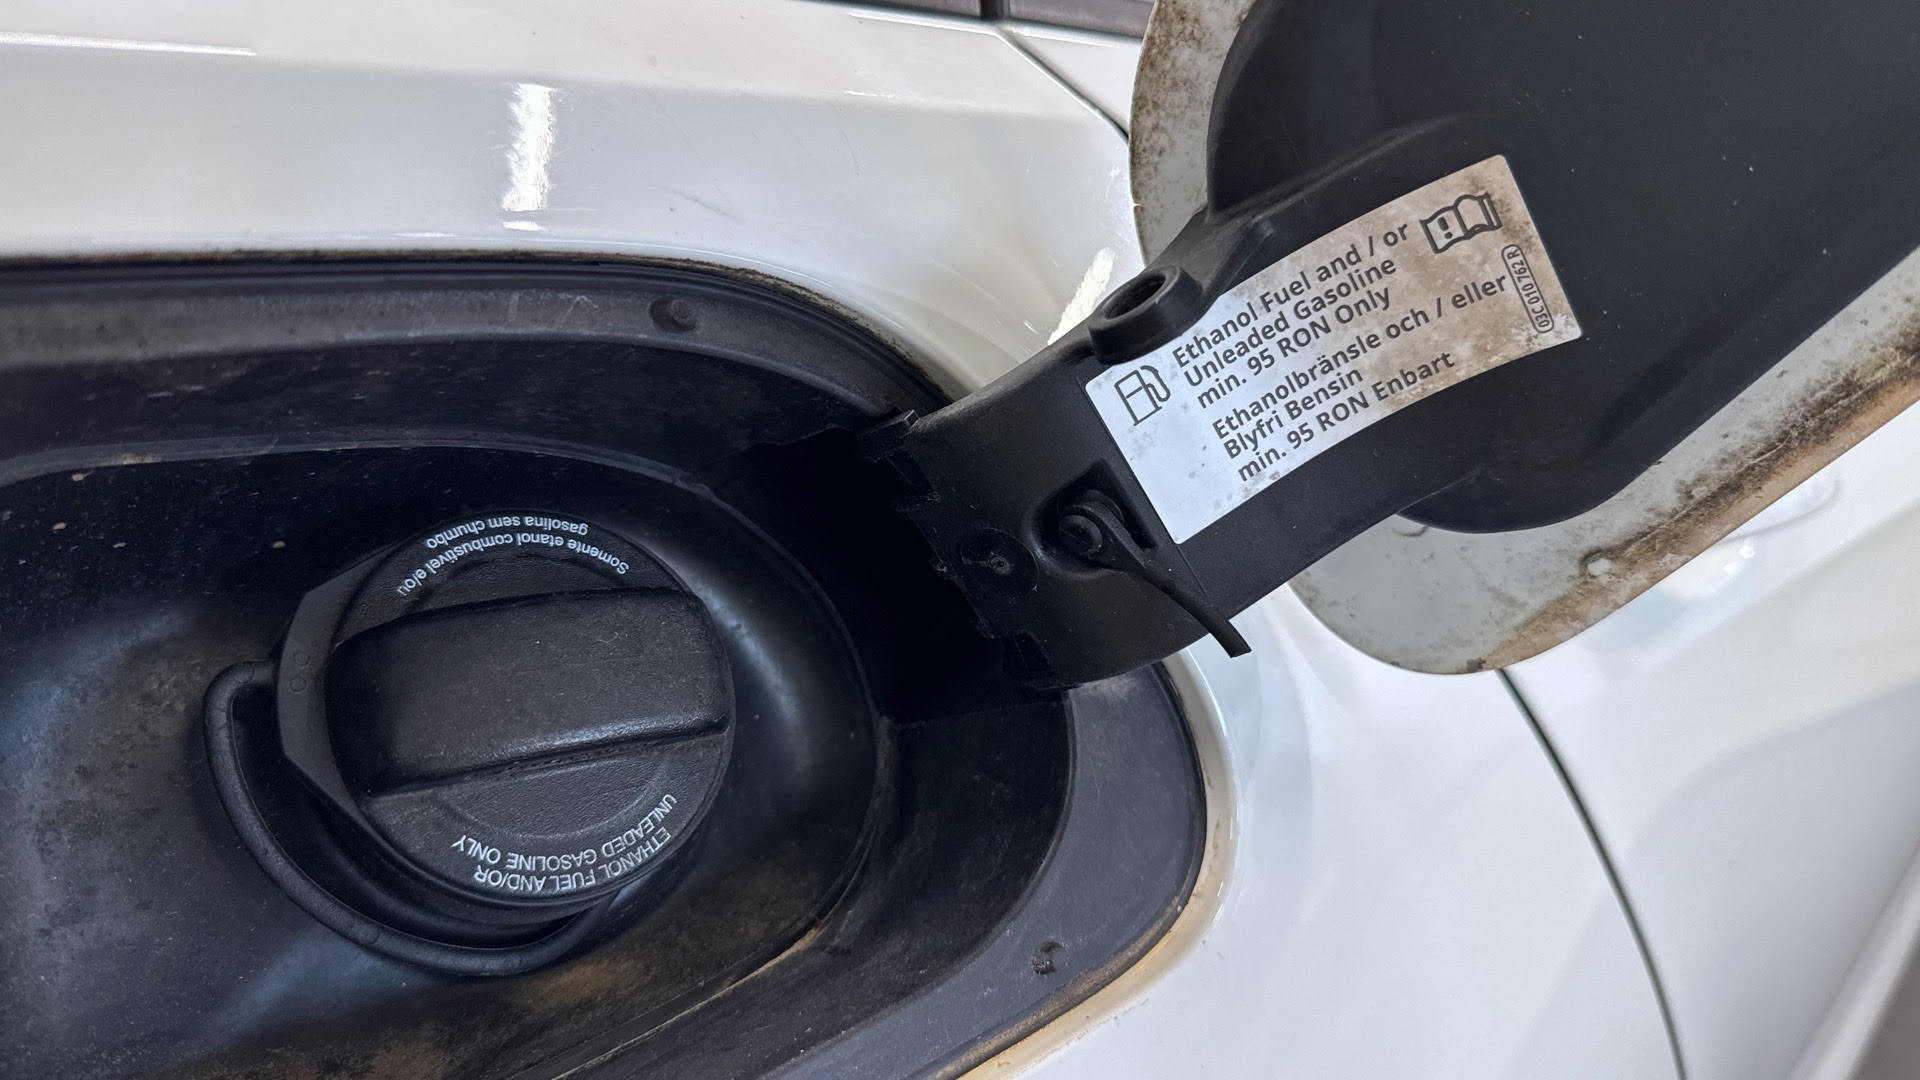 Ethanol Fuel and / or
Unleaded Gasoline
min. 95 RON Only
Ethanolbränsle och / eller
Blyfri Bensin
min. 95 RON Enbart
03C 010 762 R
Somente etanol combustível e/ou
gasolina sem chumbo
ETHANOL FUEL AND/OR
UNLEADED GASOLINE ONLY